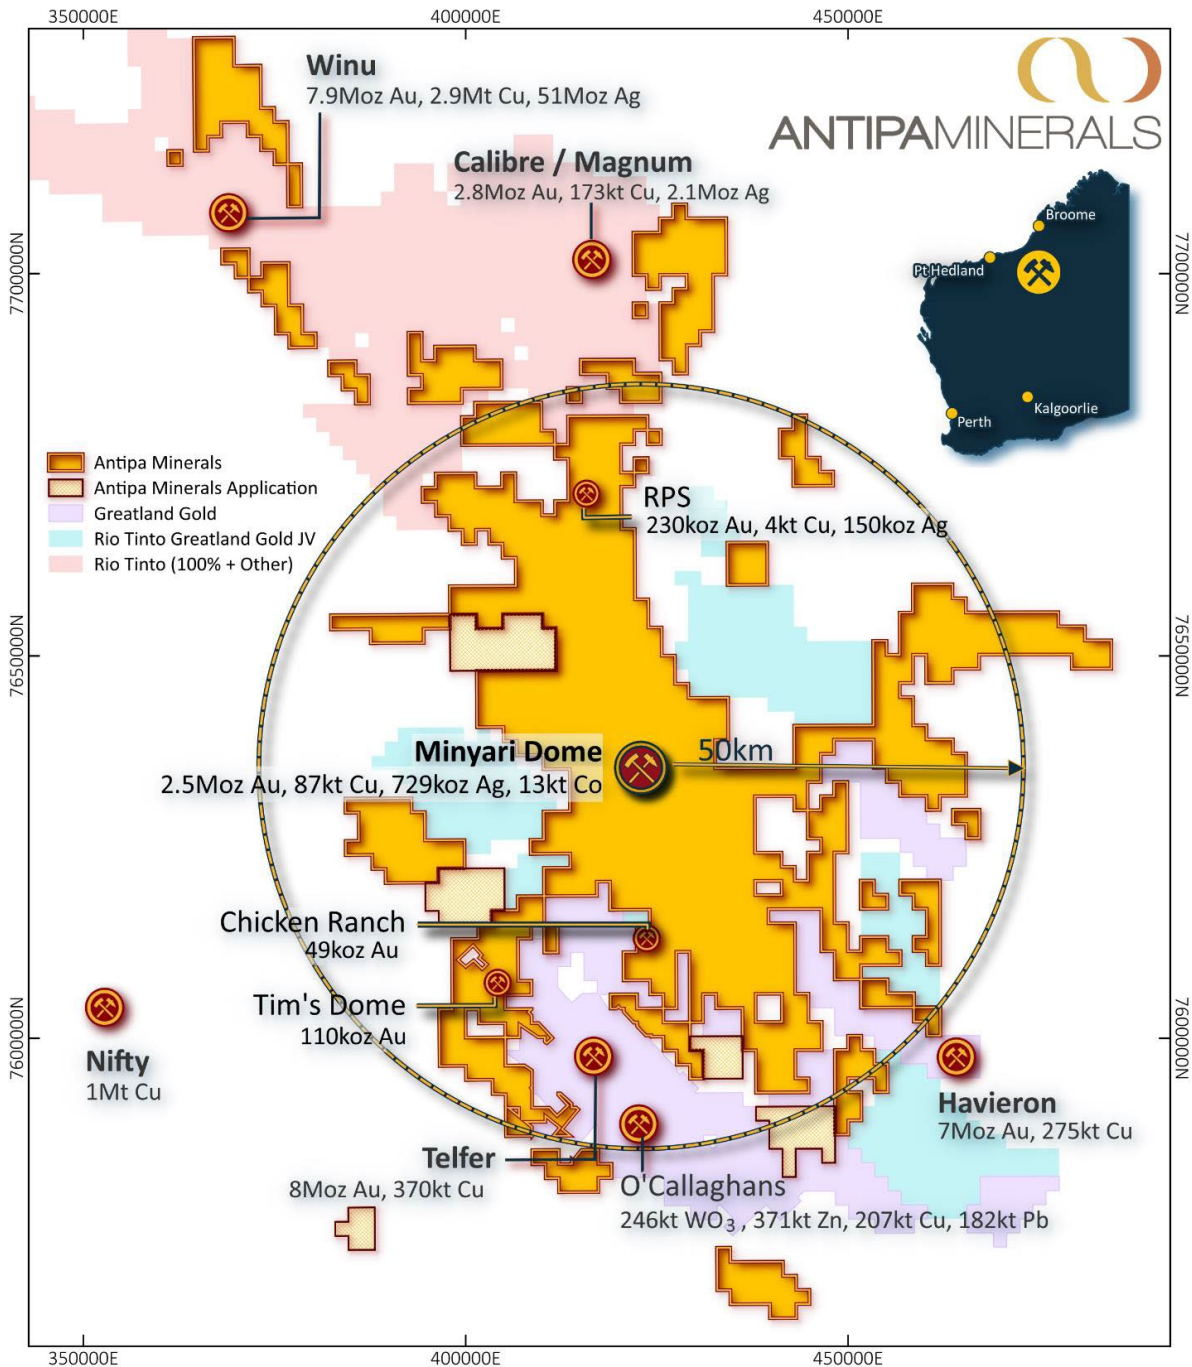 350000E
400000E
450000E
Winu
7.9Moz Au, 2.9Mt Cu, 51Moz Ag
ANTIPAMINERALS
Calibre / Magnum
2.8Moz Au, 173kt Cu, 2.1Moz Ag
Broome
Pt Hedland
Kalgoorlie
Perth
7700000N
7700000N
Antipa Minerals
Antipa Minerals Application
Greatland Gold
Rio Tinto Greatland Gold JV
Rio Tinto (100% + Other)
RPS
230koz Au, 4kt Cu, 150koz Ag
7650000N
7650000N
Minyari Dome
2.5Moz Au, 87kt Cu, 729koz Ag, 13kt Co
50km
Chicken Ranch
49koz Au
Tim's Dome
110koz Au
7600000N
7600000N
Nifty
1Mt Cu
Havieron
7Moz Au, 275kt Cu
Telfer
8Moz Au, 370kt Cu
O'Callaghans
246kt WO₃ , 371kt Zn, 207kt Cu, 182kt Pb
350000E
400000E
450000E